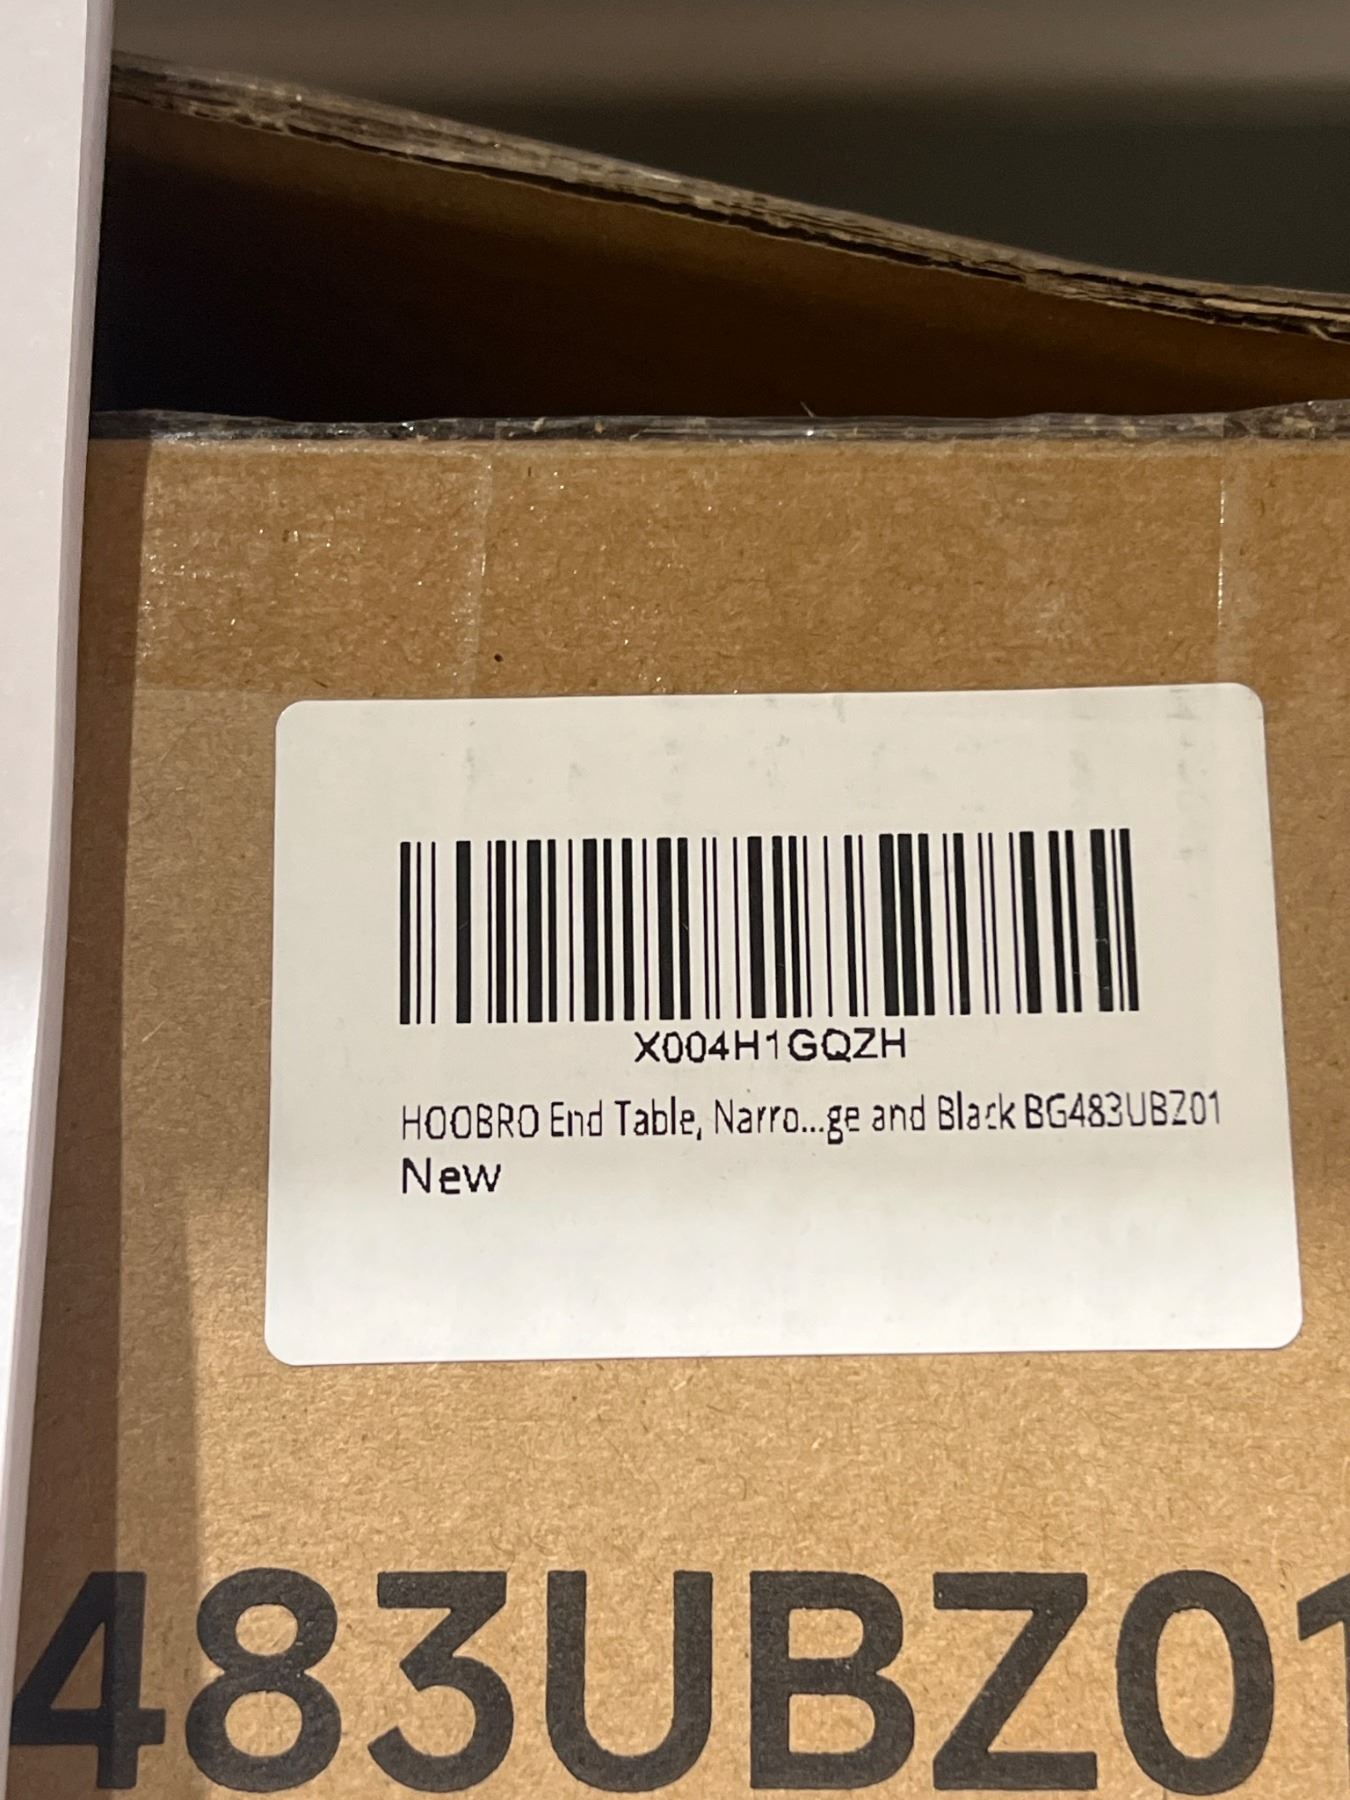 X004H1GQZH
HOOBRO End Table, Narro...ge and Black BG483UBZ01
New
483UBZ01